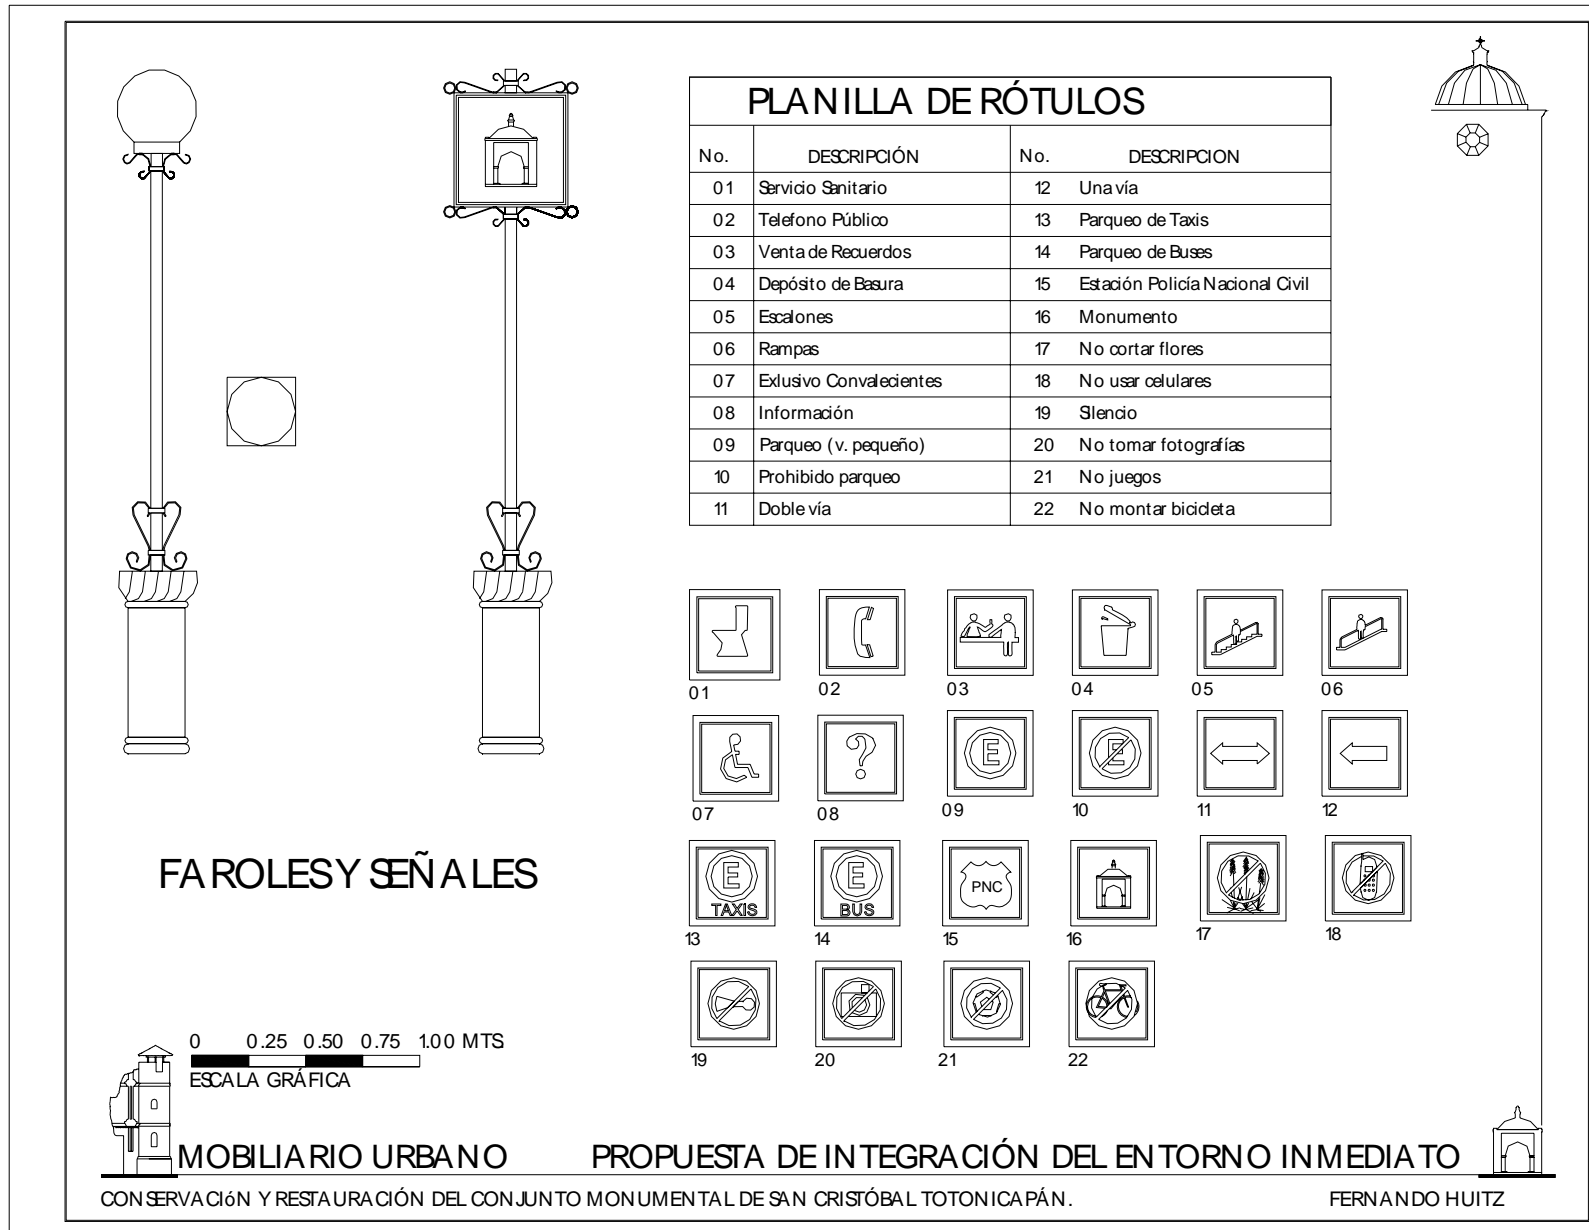 PLANILLA DE RÓTULOS
No. DESCRIPCIÓN No. DESCRIPCION
01 Servicio Sanitario 12 Una vía
02 Telefono Público 13 Parqueo de Taxis
03 Venta de Recuerdos 14 Parqueo de Buses
04 Depósito de Basura 15 Estación Policía Nacional Civil
05 Escalones 16 Monumento
06 Rampas 17 No cortar flores
07 Exlusivo Convalecientes 18 No usar celulares
08 Información 19 Silencio
09 Parqueo (v. pequeño) 20 No tomar fotografías
10 Prohibido parqueo 21 No juegos
11 Doble vía 22 No montar bicicleta
01 02 03 04 05 06
E E
07 08 09 10 11 12
E E PNC
TAXIS BUS
13 14 15 16 17 18
19 20 21 22
FAROLES Y SEÑALES
0 0.25 0.50 0.75 1.00 MTS.
ESCALA GRÁFICA
MOBILIARIO URBANO PROPUESTA DE INTEGRACIÓN DEL ENTORNO INMEDIATO
CONSERVACIóN Y RESTAURACIÓN DEL CONJUNTO MONUMENTAL DE SAN CRISTÓBAL TOTONICAPÁN. FERNANDO HUITZ